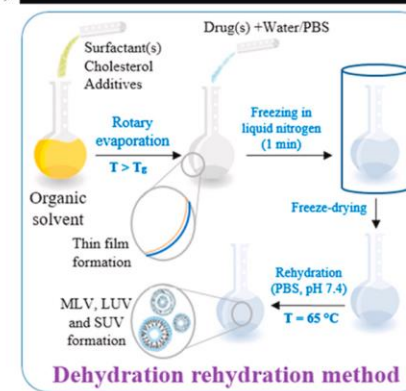 Surfactant(s)
Cholesterol
Additives
Drug(s) +Water/PBS
Rotary
evaporation
T > Tg
Freezing in
liquid nitrogen
(1 min)
Organic
solvent
Freeze-drying
Thin film
formation
Rehydration
(PBS, pH 7.4)
T = 65 °C
MLV, LUV
and SUV
formation
Dehydration rehydration method